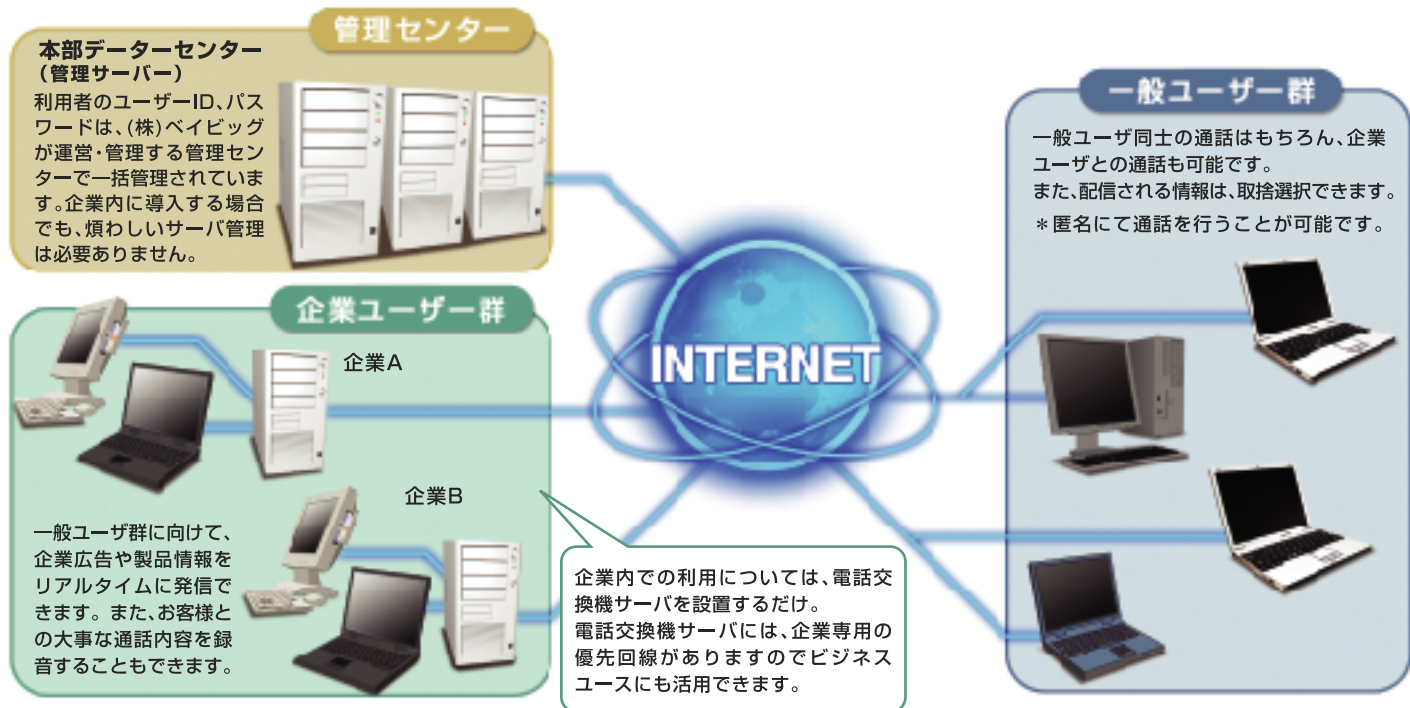 管理センター
本部データーセンター
（管理サーバー）
利用者のユーザーID、パス
ワードは、(株)ベイビッグ
が運営・管理する管理セン
ターで一括管理されていま
す。企業内に導入する場合
でも、煩わしいサーバ管理
は必要ありません。
企業ユーザー群
企業A
企業B
一般ユーザ群に向けて、
企業広告や製品情報を
リアルタイムに発信で
きます。また、お客様と
の大事な通話内容を録
音することもできます。
INTERNET
企業内での利用については、電話交
換機サーバを設置するだけ。
電話交換機サーバには、企業専用の
優先回線がありますのでビジネス
ユースにも活用できます。
一般ユーザー群
一般ユーザ同士の通話はもちろん、企業
ユーザとの通話も可能です。
また、配信される情報は、取捨選択できます。
＊匿名にて通話を行うことが可能です。